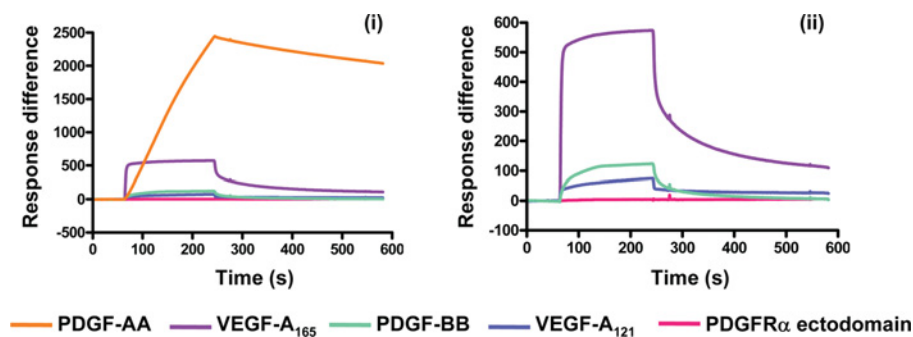 (i)
Response difference
2500
2000
1500
1000
500
0
-500
0 100 200 300 400 500 600
Time (s)
(ii)
Response difference
600
500
400
300
200
100
0
-100
0 100 200 300 400 500 600
Time (s)
PDGF-AA VEGF-A₁₆₅ PDGF-BB VEGF-A₁₂₁ PDGFRα ectodomain